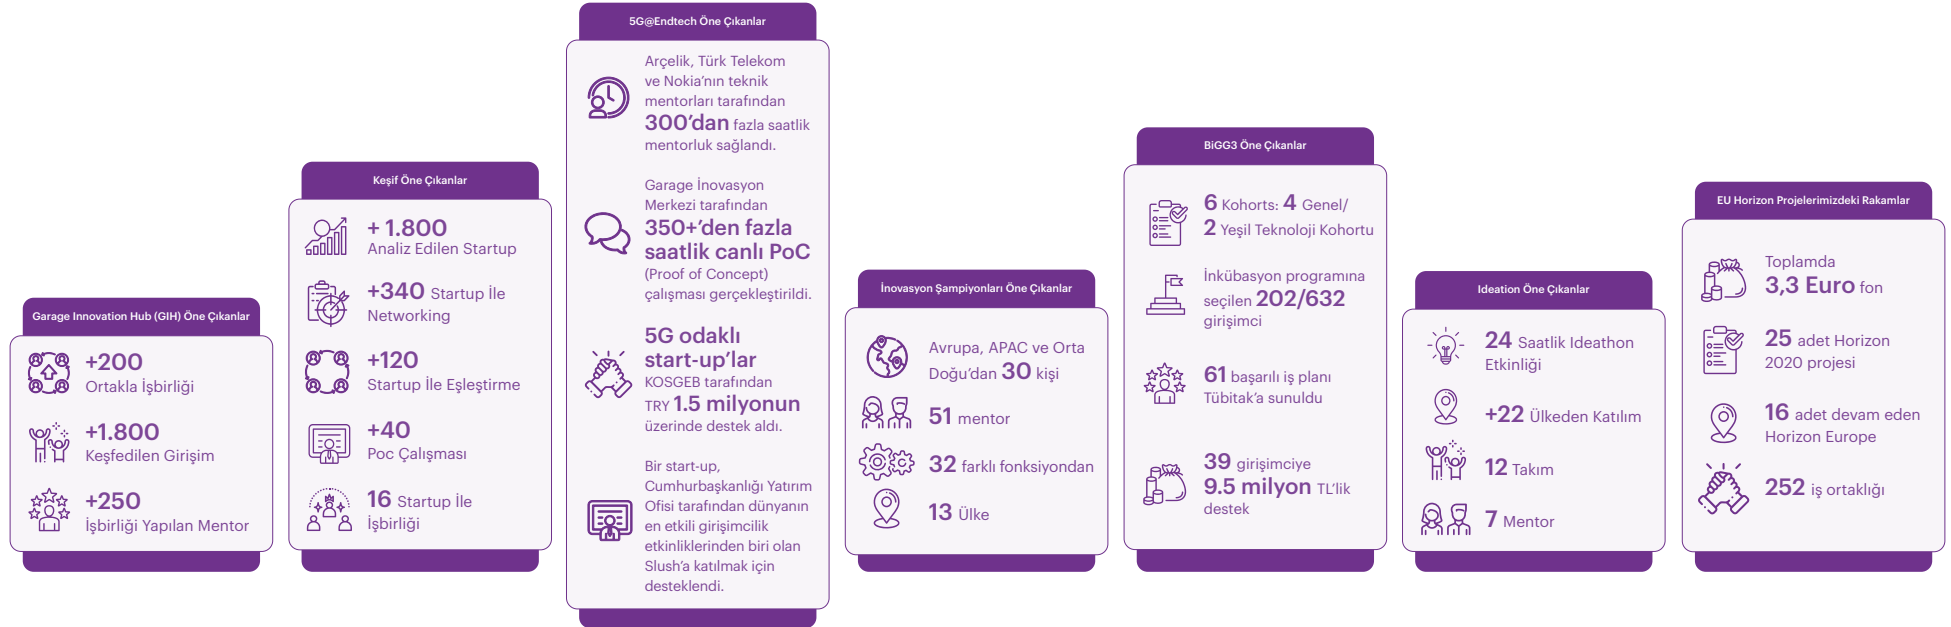 Garage Innovation Hub (GIH) Öne Çıkanlar
+200
Ortakla İşbirliği
+1.800
Keşfedilen Girişim
+250
İşbirliği Yapılan Mentor
Keşif Öne Çıkanlar
+ 1.800
Analiz Edilen Startup
+340 Startup İle
Networking
+120
Startup İle Eşleştirme
+40
Poc Çalışması
16 Startup İle
İşbirliği
5G@Endtech Öne Çıkanlar
Arçelik, Türk Telekom
ve Nokia’nın teknik
mentorları tarafından
300’dan fazla saatlik
mentorluk sağlandı.
Garage İnovasyon
Merkezi tarafından
350+’den fazla
saatlik canlı PoC
(Proof of Concept)
çalışması gerçekleştirildi.
5G odaklı
start-up’lar
KOSGEB tarafından
TRY 1.5 milyonun
üzerinde destek aldı.
Bir start-up,
Cumhurbaşkanlığı Yatırım
Ofisi tarafından dünyanın
en etkili girişimcilik
etkinliklerinden biri olan
Slush’a katılmak için
desteklendi.
İnovasyon Şampiyonları Öne Çıkanlar
Avrupa, APAC ve Orta
Doğu’dan 30 kişi
51 mentor
32 farklı fonksiyondan
13 Ülke
BiGG3 Öne Çıkanlar
6 Kohorts: 4 Genel/
2 Yeşil Teknoloji Kohortu
İnkübasyon programına
seçilen 202/632
girişimci
61 başarılı iş planı
Tübitak’a sunuldu
39 girişimciye
9.5 milyon TL’lik
destek
Ideation Öne Çıkanlar
24 Saatlik Ideathon
Etkinliği
+22 Ülkeden Katılım
12 Takım
7 Mentor
EU Horizon Projelerimizdeki Rakamlar
Toplamda
3,3 Euro fon
25 adet Horizon
2020 projesi
16 adet devam eden
Horizon Europe
252 iş ortaklığı